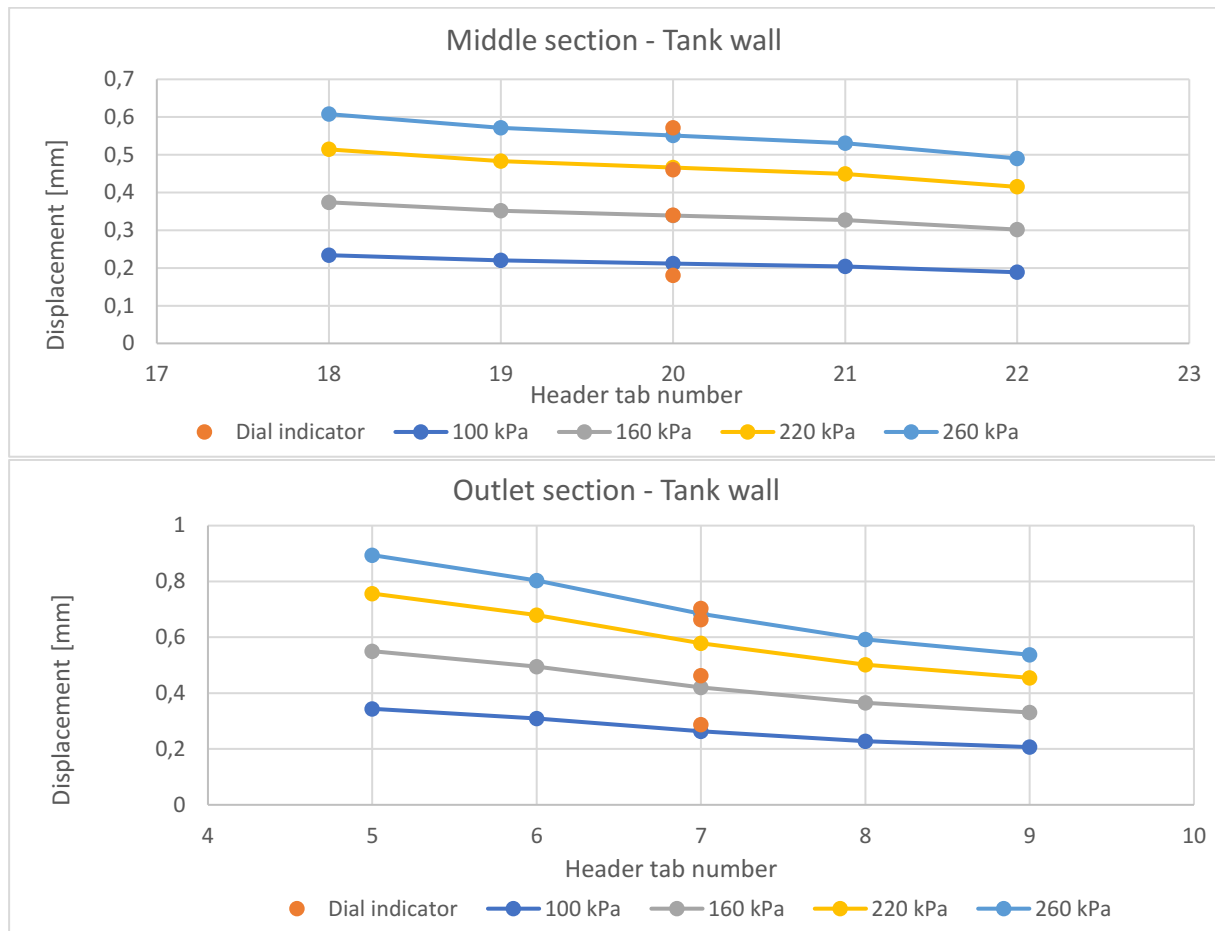 Middle section - Tank wall
0,7
0,6
0,5
0,4
0,3
0,2
0,1
0
Displacement [mm]
17 18 19 20 21 22 23
Header tab number
Dial indicator 100 kPa 160 kPa 220 kPa 260 kPa
Outlet section - Tank wall
1
0,8
0,6
0,4
0,2
0
Displacement [mm]
4 5 6 7 8 9 10
Header tab number
Dial indicator 100 kPa 160 kPa 220 kPa 260 kPa